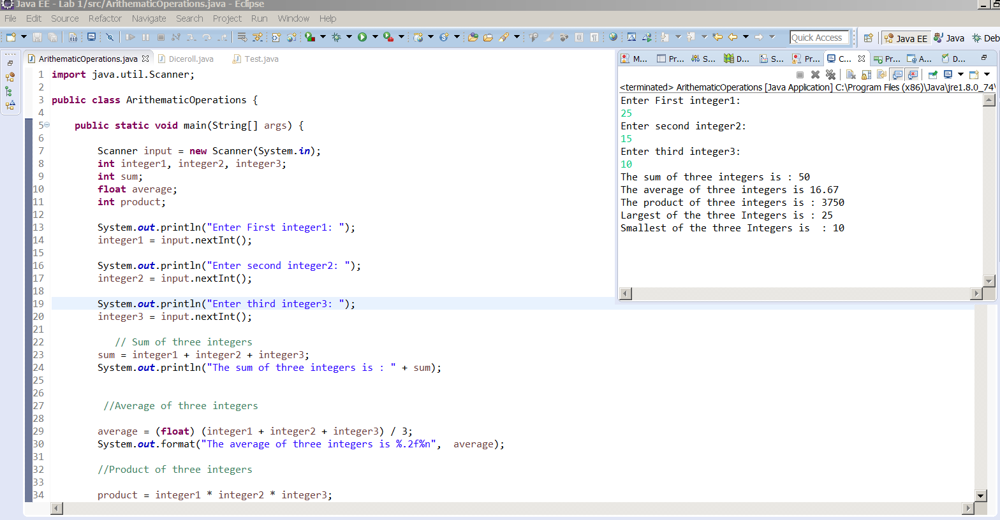 Java EE - Lab 1/src/ArithematicOperations.java - Eclipse
File Edit Source Refactor Navigate Search Project Run Window Help
Quick Access
Java EE
Java
Deb
ArithematicOperations.java
Diceroll.java
Test.java
1 import java.util.Scanner;
2
3 public class ArithematicOperations {
4
5 public static void main(String[] args) {
6
7 Scanner input = new Scanner(System.in);
8 int integer1, integer2, integer3;
9 int sum;
10 float average;
11 int product;
12
13 System.out.println("Enter First integer1: ");
14 integer1 = input.nextInt();
15
16 System.out.println("Enter second integer2: ");
17 integer2 = input.nextInt();
18
19 System.out.println("Enter third integer3: ");
20 integer3 = input.nextInt();
21
22 // Sum of three integers
23 sum = integer1 + integer2 + integer3;
24 System.out.println("The sum of three integers is : " + sum);
25
26
27 //Average of three integers
28
29 average = (float) (integer1 + integer2 + integer3) / 3;
30 System.out.format("The average of three integers is %.2f%n",  average);
31
32 //Product of three integers
33
34 product = integer1 * integer2 * integer3;
M... Pr... S... D... S... Pr... C... Pr... A... D...
<terminated> ArithematicOperations [Java Application] C:\Program Files (x86)\Java\jre1.8.0_74\
Enter First integer1:
25
Enter second integer2:
15
Enter third integer3:
10
The sum of three integers is : 50
The average of three integers is 16.67
The product of three integers is : 3750
Largest of the three Integers is : 25
Smallest of the three Integers is  : 10